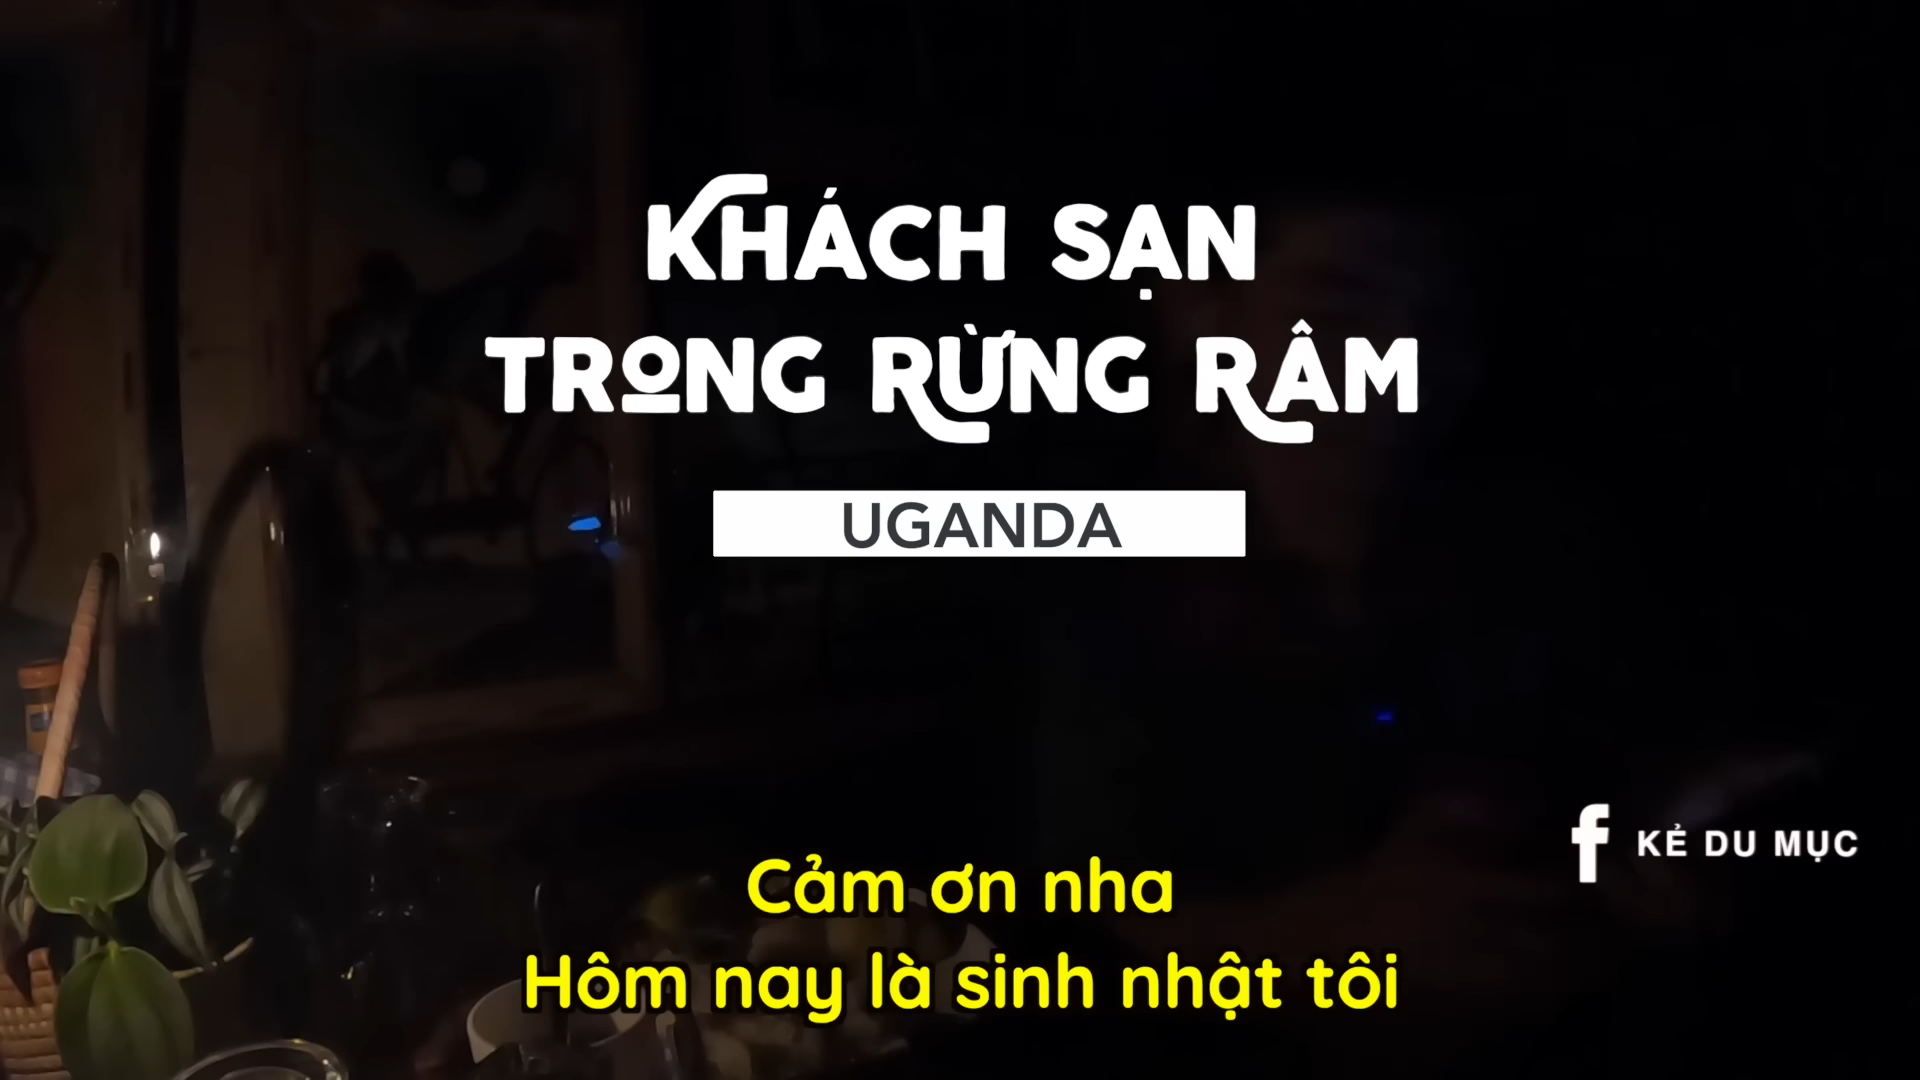 KHÁCH SẠN
TRONG RỪNG RẬM
UGANDA
f KẺ DU MỤC
Cảm ơn nha
Hôm nay là sinh nhật tôi